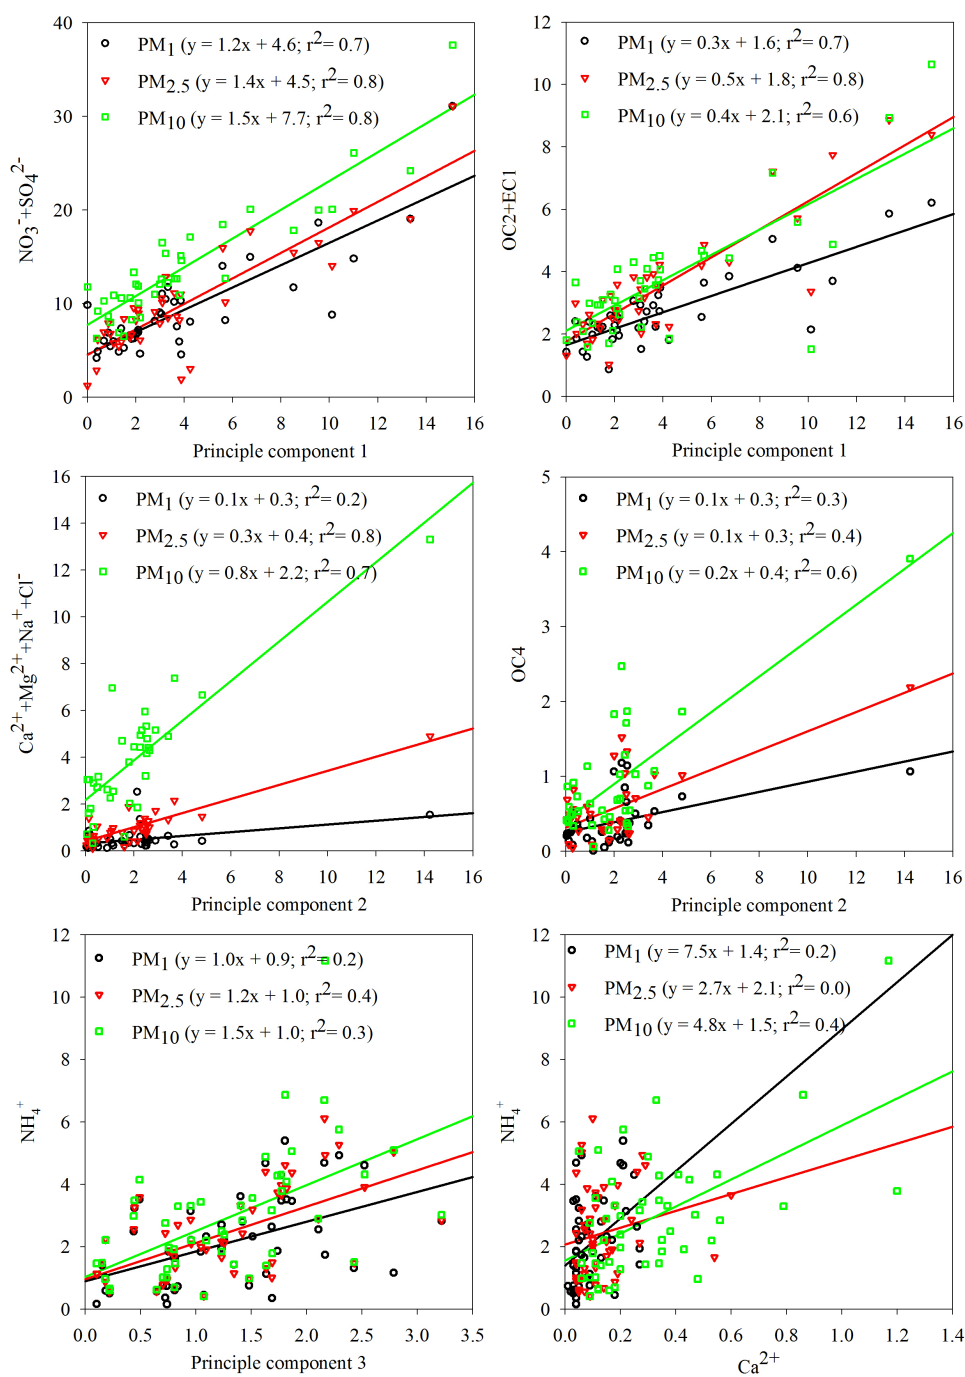 40
30
20
10
0
NO₃⁻+SO₄²⁻
PM₁ (y = 1.2x + 4.6; r²= 0.7)
PM₂.₅ (y = 1.4x + 4.5; r²= 0.8)
PM₁₀ (y = 1.5x + 7.7; r²= 0.8)
0 2 4 6 8 10 12 14 16
Principle component 1
12
10
8
6
4
2
0
OC2+EC1
PM₁ (y = 0.3x + 1.6; r²= 0.7)
PM₂.₅ (y = 0.5x + 1.8; r²= 0.8)
PM₁₀ (y = 0.4x + 2.1; r²= 0.6)
0 2 4 6 8 10 12 14 16
Principle component 1
16
14
12
10
8
6
4
2
0
Ca²⁺+Mg²⁺+Na⁺+Cl⁻
PM₁ (y = 0.1x + 0.3; r²= 0.2)
PM₂.₅ (y = 0.3x + 0.4; r²= 0.8)
PM₁₀ (y = 0.8x + 2.2; r²= 0.7)
0 2 4 6 8 10 12 14 16
Principle component 2
5
4
3
2
1
0
OC4
PM₁ (y = 0.1x + 0.3; r²= 0.3)
PM₂.₅ (y = 0.1x + 0.3; r²= 0.4)
PM₁₀ (y = 0.2x + 0.4; r²= 0.6)
0 2 4 6 8 10 12 14 16
Principle component 2
12
10
8
6
4
2
0
NH₄⁺
PM₁ (y = 1.0x + 0.9; r²= 0.2)
PM₂.₅ (y = 1.2x + 1.0; r²= 0.4)
PM₁₀ (y = 1.5x + 1.0; r²= 0.3)
0.0 0.5 1.0 1.5 2.0 2.5 3.0 3.5
Principle component 3
12
10
8
6
4
2
0
NH₄⁺
PM₁ (y = 7.5x + 1.4; r²= 0.2)
PM₂.₅ (y = 2.7x + 2.1; r²= 0.0)
PM₁₀ (y = 4.8x + 1.5; r²= 0.4)
0.0 0.2 0.4 0.6 0.8 1.0 1.2 1.4
Ca²⁺